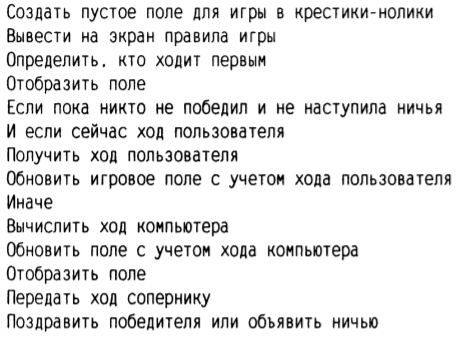 Создать пустое поле для игры в крестики-нолики
Вывести на экран правила игры
Определить, кто ходит первым
Отобразить поле
Если пока никто не победил и не наступила ничья
И если сейчас ход пользователя
Получить ход пользователя
Обновить игровое поле с учетом хода пользователя
Иначе
Вычислить ход компьютера
Обновить поле с учетом хода компьютера
Отобразить поле
Передать ход сопернику
Поздравить победителя или объявить ничью